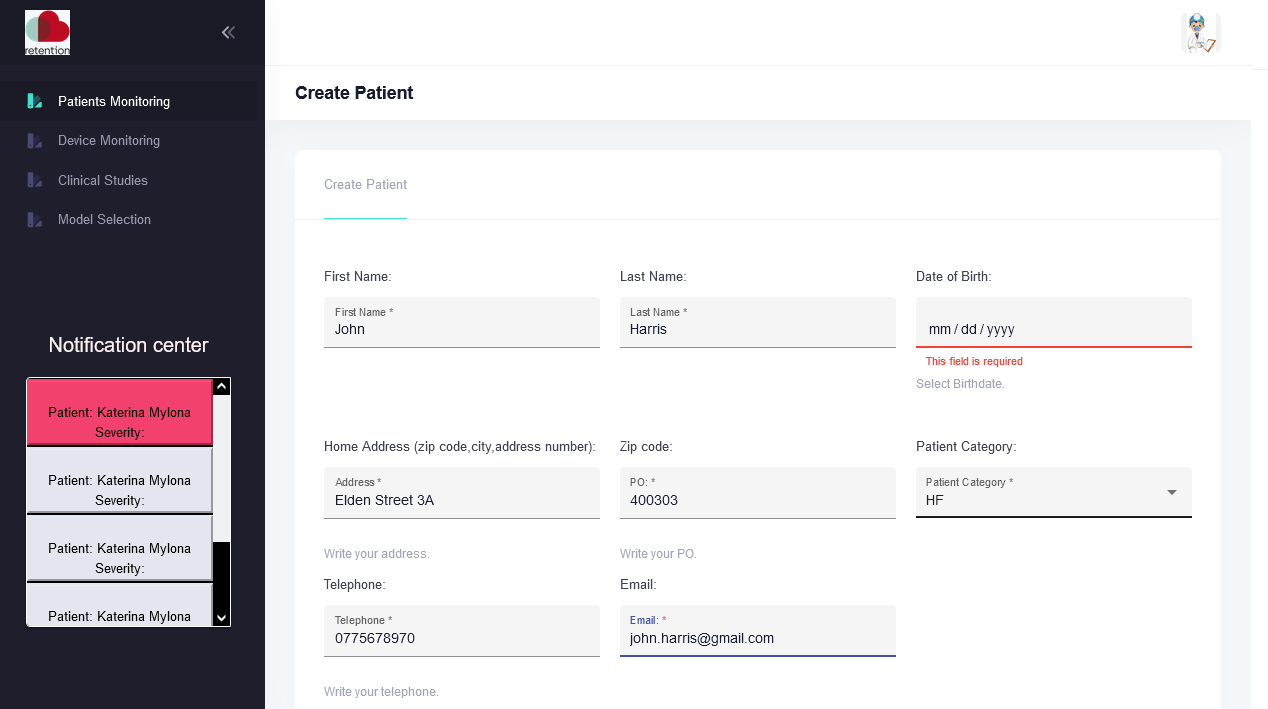 retention
Patients Monitoring
Device Monitoring
Clinical Studies
Model Selection
Notification center
Patient: Katerina Mylona
Severity:
Patient: Katerina Mylona
Severity:
Patient: Katerina Mylona
Severity:
Patient: Katerina Mylona
Create Patient
Create Patient
First Name:
First Name *
John
Last Name:
Last Name *
Harris
Date of Birth:
mm / dd / yyyy
This field is required
Select Birthdate.
Home Address (zip code,city,address number):
Address *
Elden Street 3A
Write your address.
Zip code:
PO: *
400303
Write your PO.
Patient Category:
Patient Category *
HF
Telephone:
Telephone *
0775678970
Write your telephone.
Email:
Email: *
john.harris@gmail.com